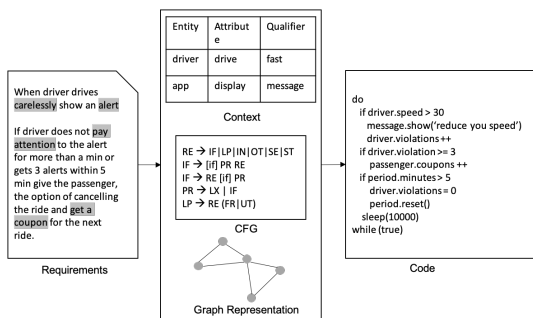 When driver drives
carelessly show an alert
If driver does not pay
attention to the alert
for more than a min or
gets 3 alerts within 5
min give the passenger,
the option of cancelling
the ride and get a
coupon for the next
ride.
Requirements
Entity Attribut
e Qualifier
driver drive fast
app display message
Context
RE → IF|LP|IN|OT|SE|ST
IF → [if] PR RE
IF → RE [if] PR
PR → LX | IF
LP → RE (FR|UT)
CFG
Graph Representation
do
if driver.speed > 30
message.show('reduce you speed')
driver.violations ++
if driver.violation >= 3
passenger.coupons ++
if period.minutes > 5
driver.violations = 0
period.reset()
sleep(10000)
while (true)
Code